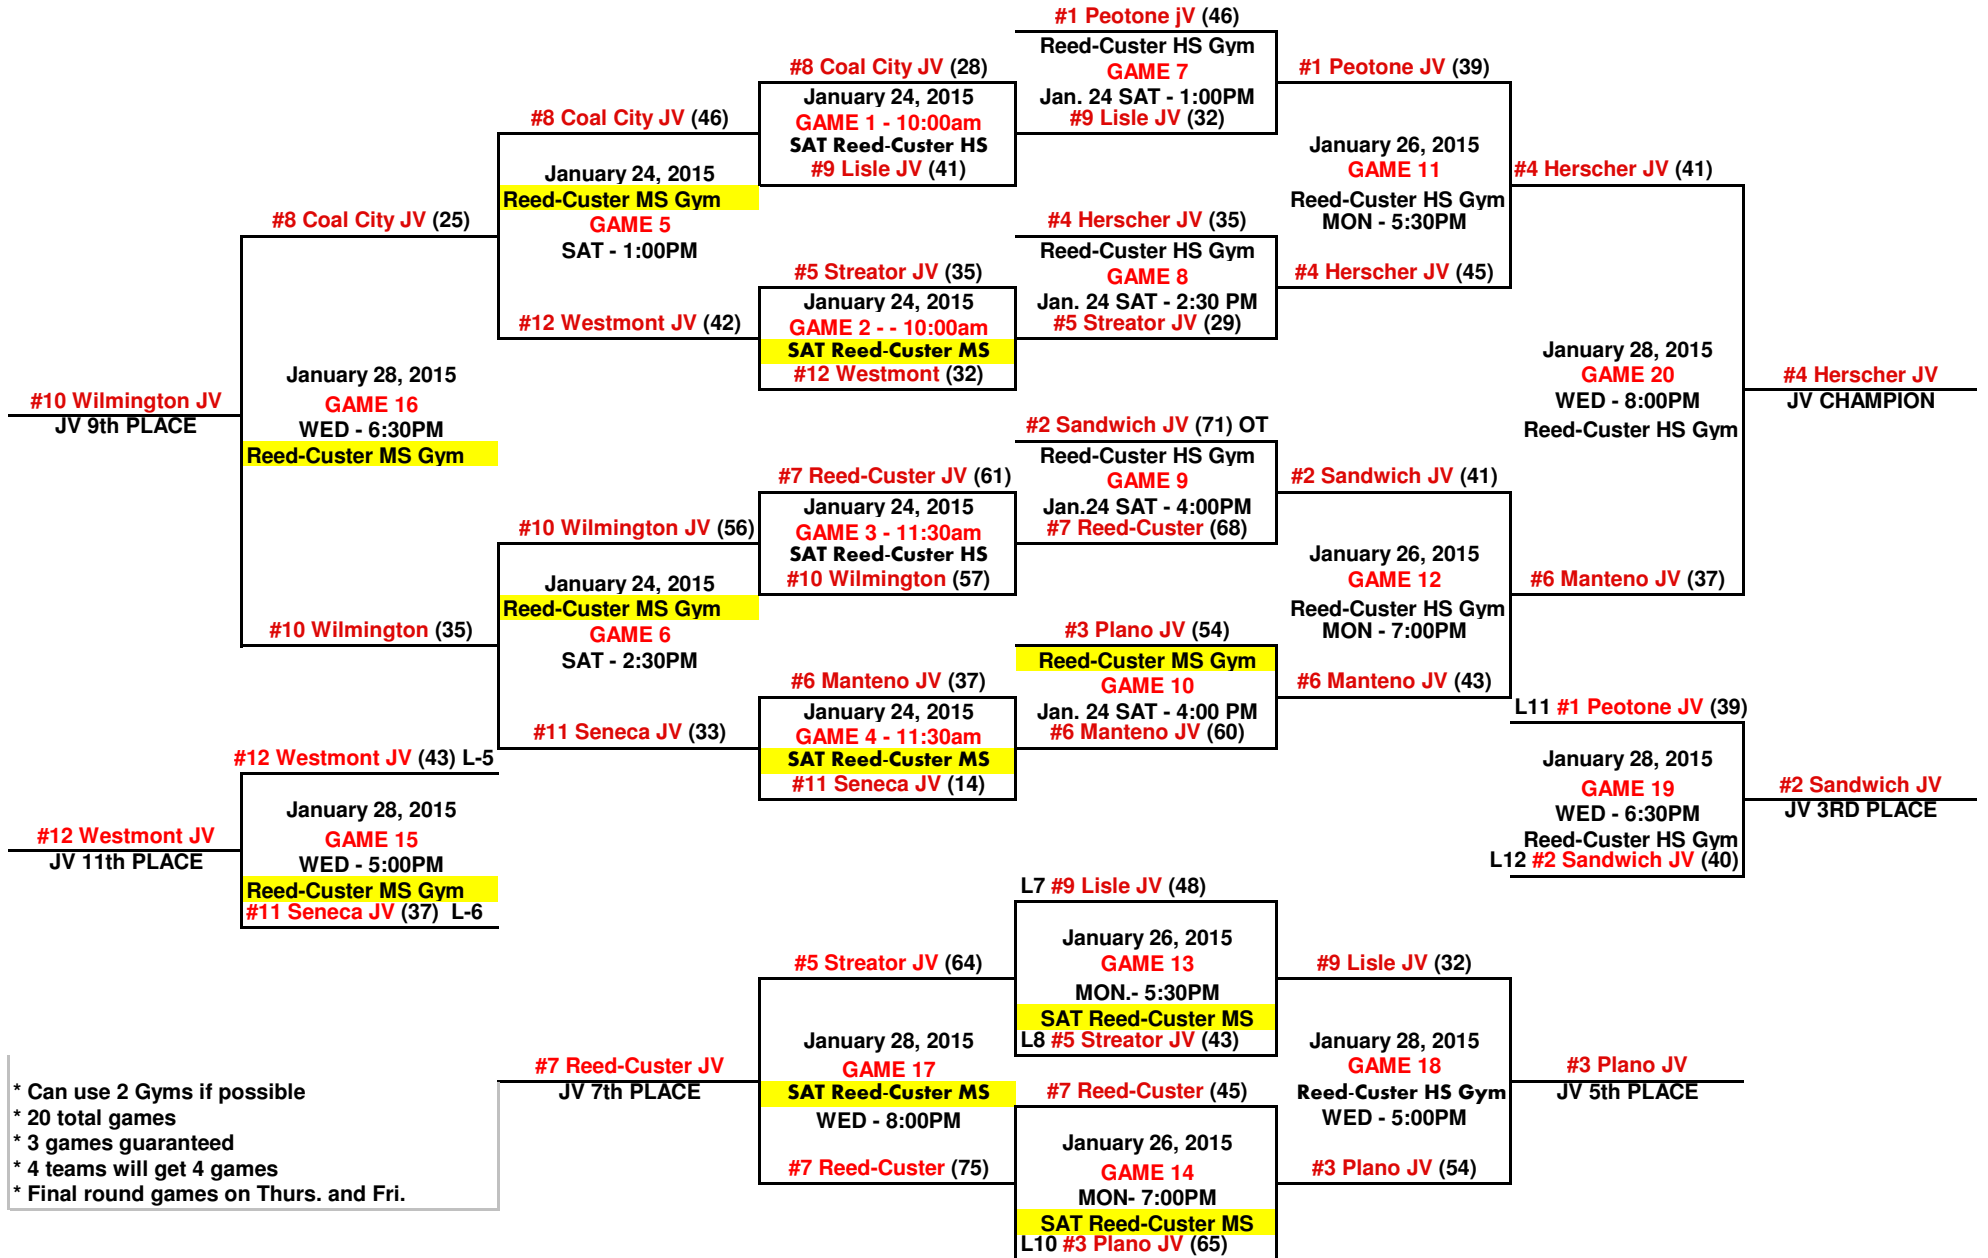 #1 Peotone jV (46)
Reed-Custer HS Gym
GAME 7
Jan. 24 SAT - 1:00PM
#9 Lisle JV (32)
#8 Coal City JV (28)
January 24, 2015
GAME 1 - 10:00am
SAT Reed-Custer HS
#9 Lisle JV (41)
#1 Peotone JV (39)
January 26, 2015
GAME 11
Reed-Custer HS Gym
MON - 5:30PM
#4 Herscher JV (45)
#8 Coal City JV (46)
January 24, 2015
Reed-Custer MS Gym
GAME 5
SAT - 1:00PM
#12 Westmont JV (42)
#4 Herscher JV (41)
#8 Coal City JV (25)
#4 Herscher JV (35)
Reed-Custer HS Gym
GAME 8
Jan. 24 SAT - 2:30 PM
#5 Streator JV (29)
#5 Streator JV (35)
January 24, 2015
GAME 2 - - 10:00am
SAT Reed-Custer MS
#12 Westmont (32)
January 28, 2015
GAME 16
WED - 6:30PM
Reed-Custer MS Gym
#10 Wilmington JV
JV 9th PLACE
January 28, 2015
GAME 20
WED - 8:00PM
Reed-Custer HS Gym
#4 Herscher JV
JV CHAMPION
#2 Sandwich JV (71) OT
Reed-Custer HS Gym
GAME 9
Jan.24 SAT - 4:00PM
#7 Reed-Custer (68)
#7 Reed-Custer JV (61)
January 24, 2015
GAME 3 - 11:30am
SAT Reed-Custer HS
#10 Wilmington (57)
#2 Sandwich JV (41)
January 26, 2015
GAME 12
Reed-Custer HS Gym
MON - 7:00PM
#6 Manteno JV (43)
#10 Wilmington JV (56)
January 24, 2015
Reed-Custer MS Gym
GAME 6
SAT - 2:30PM
#11 Seneca JV (33)
#6 Manteno JV (37)
#10 Wilmington (35)
#3 Plano JV (54)
Reed-Custer MS Gym
GAME 10
Jan. 24 SAT - 4:00 PM
#6 Manteno JV (60)
#6 Manteno JV (37)
January 24, 2015
GAME 4 - 11:30am
SAT Reed-Custer MS
#11 Seneca JV (14)
L11 #1 Peotone JV (39)
January 28, 2015
GAME 19
WED - 6:30PM
Reed-Custer HS Gym
L12 #2 Sandwich JV (40)
#2 Sandwich JV
JV 3RD PLACE
#12 Westmont JV (43) L-5
January 28, 2015
GAME 15
WED - 5:00PM
Reed-Custer MS Gym
#11 Seneca JV (37) L-6
#12 Westmont JV
JV 11th PLACE
L7 #9 Lisle JV (48)
January 26, 2015
GAME 13
MON.- 5:30PM
SAT Reed-Custer MS
L8 #5 Streator JV (43)
#5 Streator JV (64)
January 28, 2015
GAME 17
SAT Reed-Custer MS
WED - 8:00PM
#7 Reed-Custer (75)
#9 Lisle JV (32)
January 28, 2015
GAME 18
Reed-Custer HS Gym
WED - 5:00PM
#3 Plano JV (54)
#7 Reed-Custer JV
JV 7th PLACE
#3 Plano JV
JV 5th PLACE
#7 Reed-Custer (45)
January 26, 2015
GAME 14
MON- 7:00PM
SAT Reed-Custer MS
L10 #3 Plano JV (65)
* Can use 2 Gyms if possible
* 20 total games
* 3 games guaranteed
* 4 teams will get 4 games
* Final round games on Thurs. and Fri.